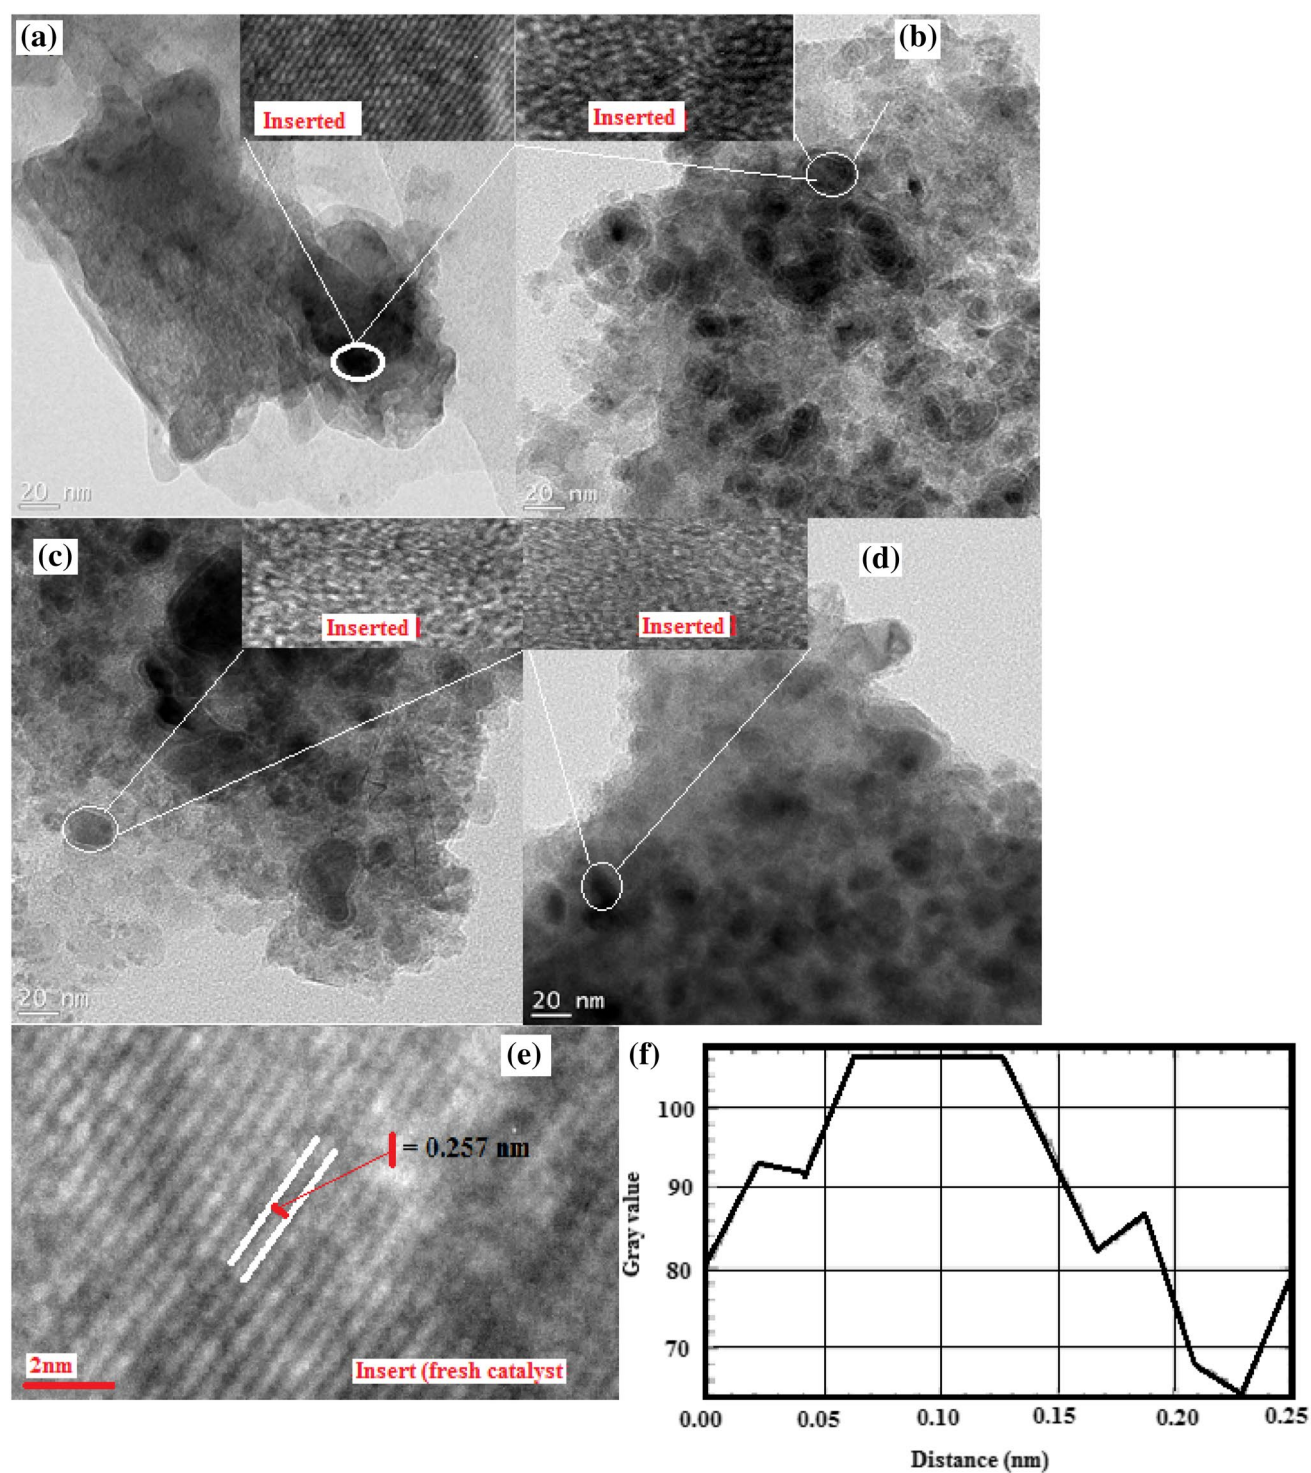 (a)
Inserted
Inserted
(b)
20 nm
20 nm
(c)
Inserted
Inserted
(d)
20 nm
20 nm
(e)
= 0.257 nm
2nm
Insert (fresh catalyst
(f)
100
90
80
70
Gray value
0.00 0.05 0.10 0.15 0.20 0.25
Distance (nm)